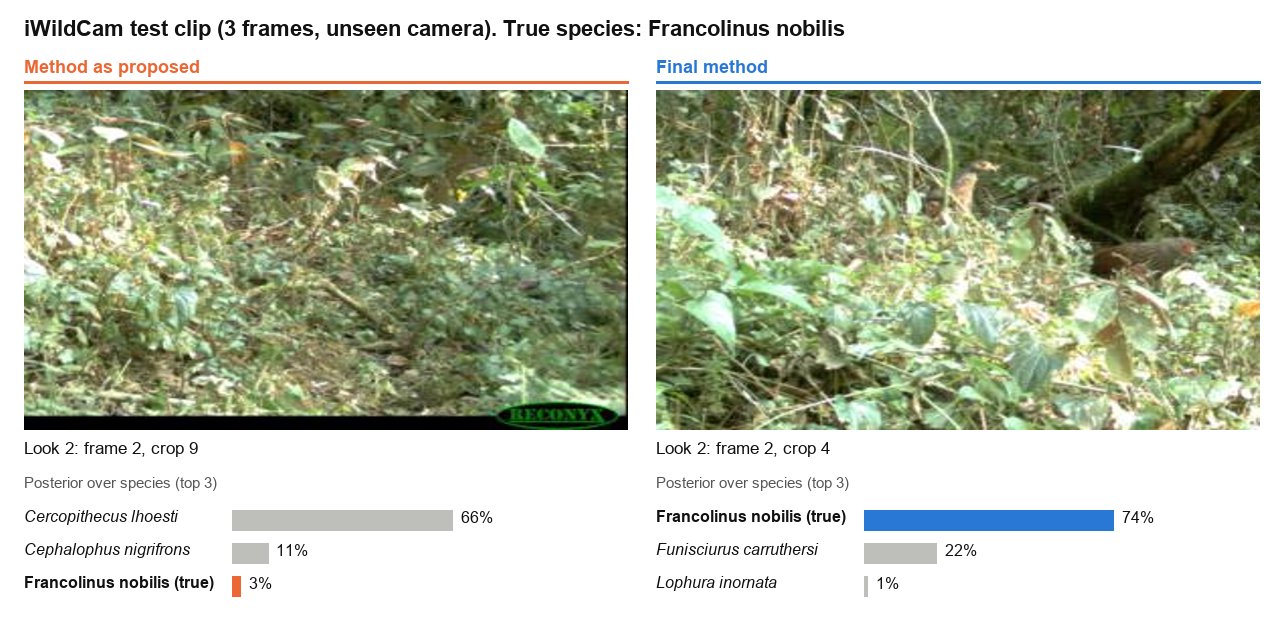 iWildCam test clip (3 frames, unseen camera). True species: Francolinus nobilis
Method as proposed
RECONYX
Look 2: frame 2, crop 9
Posterior over species (top 3)
Cercopithecus lhoesti 66%
Cephalophus nigrifrons 11%
Francolinus nobilis (true) 3%
Final method
Look 2: frame 2, crop 4
Posterior over species (top 3)
Francolinus nobilis (true) 74%
Funisciurus carruthersi 22%
Lophura inornata 1%